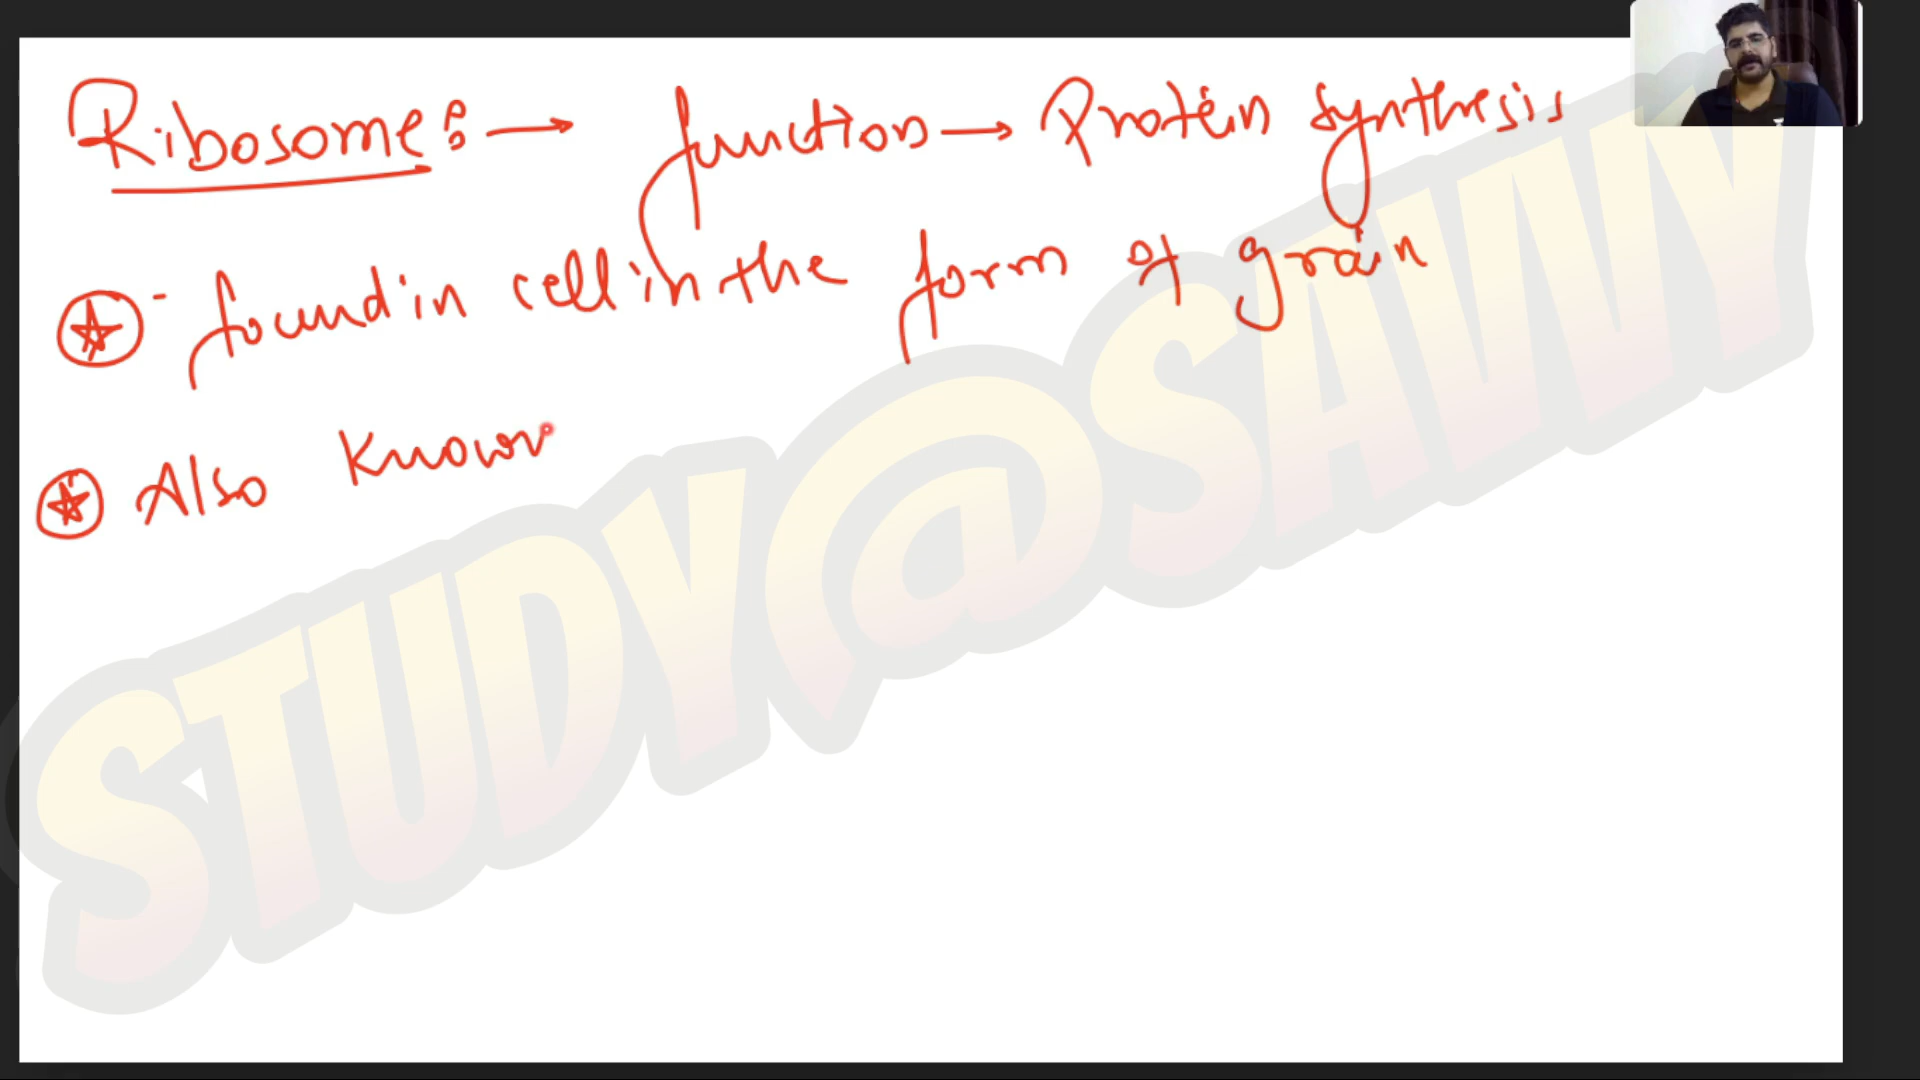 Ribosome:→ function→ Protein synthesis
- found in cell in the form of grain
Also Known
STUDY@SAVVY